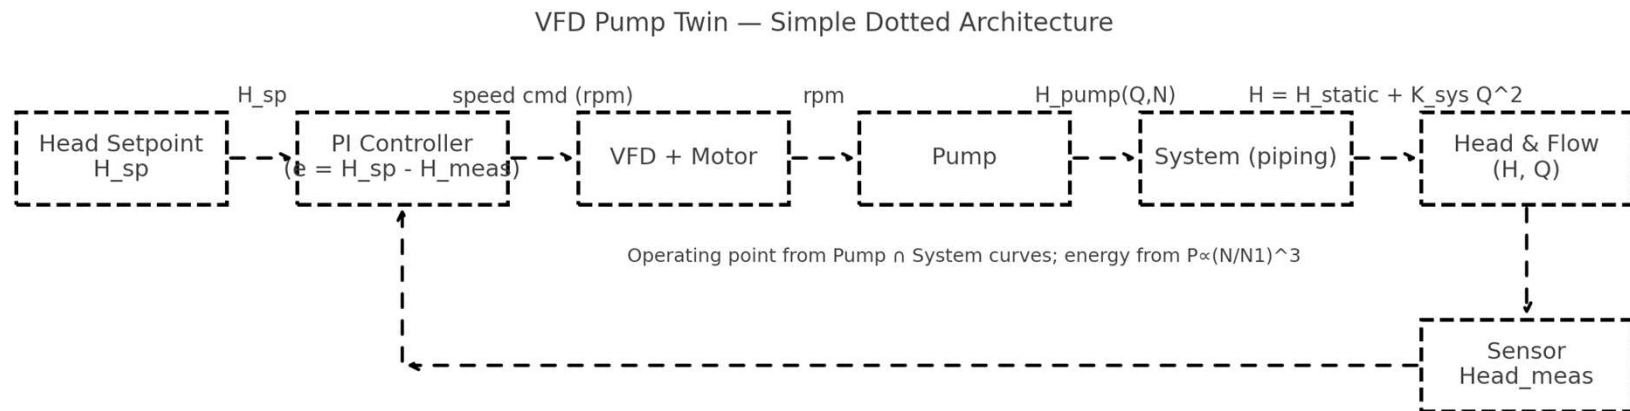 VFD Pump Twin — Simple Dotted Architecture
H_sp
speed cmd (rpm)
rpm
H_pump(Q,N)
H = H_static + K_sys Q^2
Head Setpoint
H_sp
PI Controller
(e = H_sp - H_meas)
VFD + Motor
Pump
System (piping)
Head & Flow
(H, Q)
Operating point from Pump ∩ System curves; energy from P∝(N/N1)^3
Sensor
Head_meas